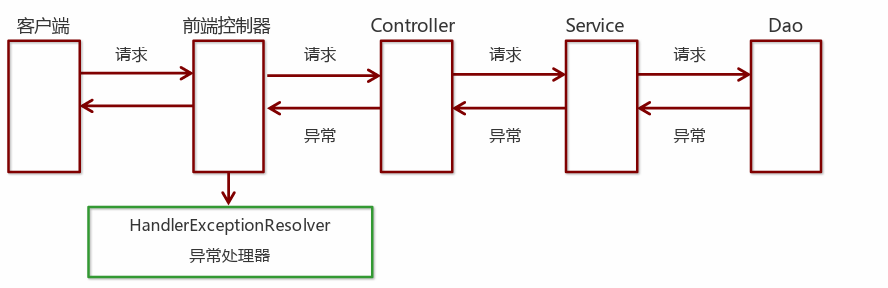 客户端
前端控制器
Controller
Service
Dao
请求
请求
请求
请求
异常
异常
异常
HandlerExceptionResolver
异常处理器